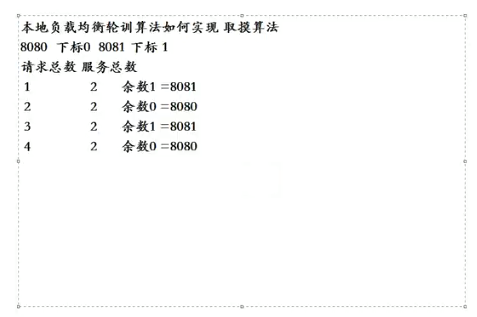 本地负载均衡轮训算法如何实现 取摸算法
8080 下标0 8081 下标 1
请求总数 服务总数
1 2 余数1 =8081
2 2 余数0 =8080
3 2 余数1 =8081
4 2 余数0 =8080